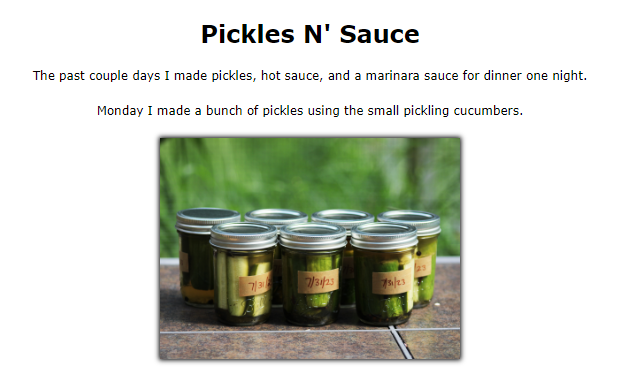 Pickles N' Sauce
The past couple days I made pickles, hot sauce, and a marinara sauce for dinner one night.
Monday I made a bunch of pickles using the small pickling cucumbers.
7/31/2
7/31/23
7/31/23
23